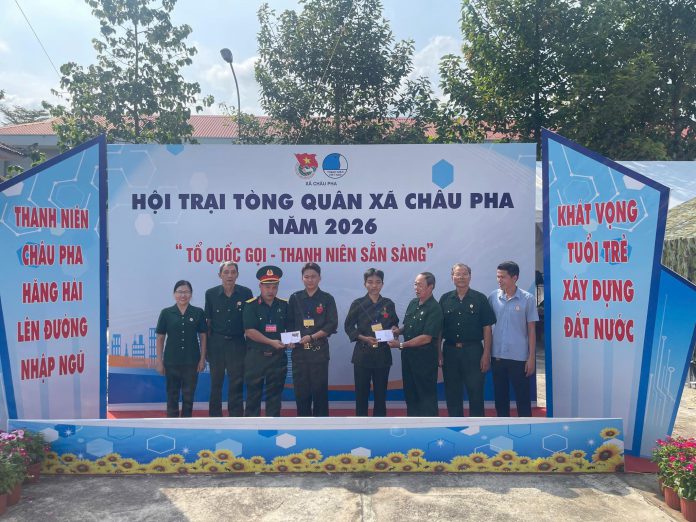 XÃ CHÂU PHA
HỘI TRẠI TÒNG QUÂN XÃ CHÂU PHA
NĂM 2026
“ TỔ QUỐC GỌI - THANH NIÊN SẴN SÀNG”
THANH NIÊN
CHÂU PHA
HĂNG HÁI
LÊN ĐƯỜNG
NHẬP NGŨ
KHÁT VỌNG
TUỔI TRẺ
XÂY DỰNG
ĐẤT NƯỚC